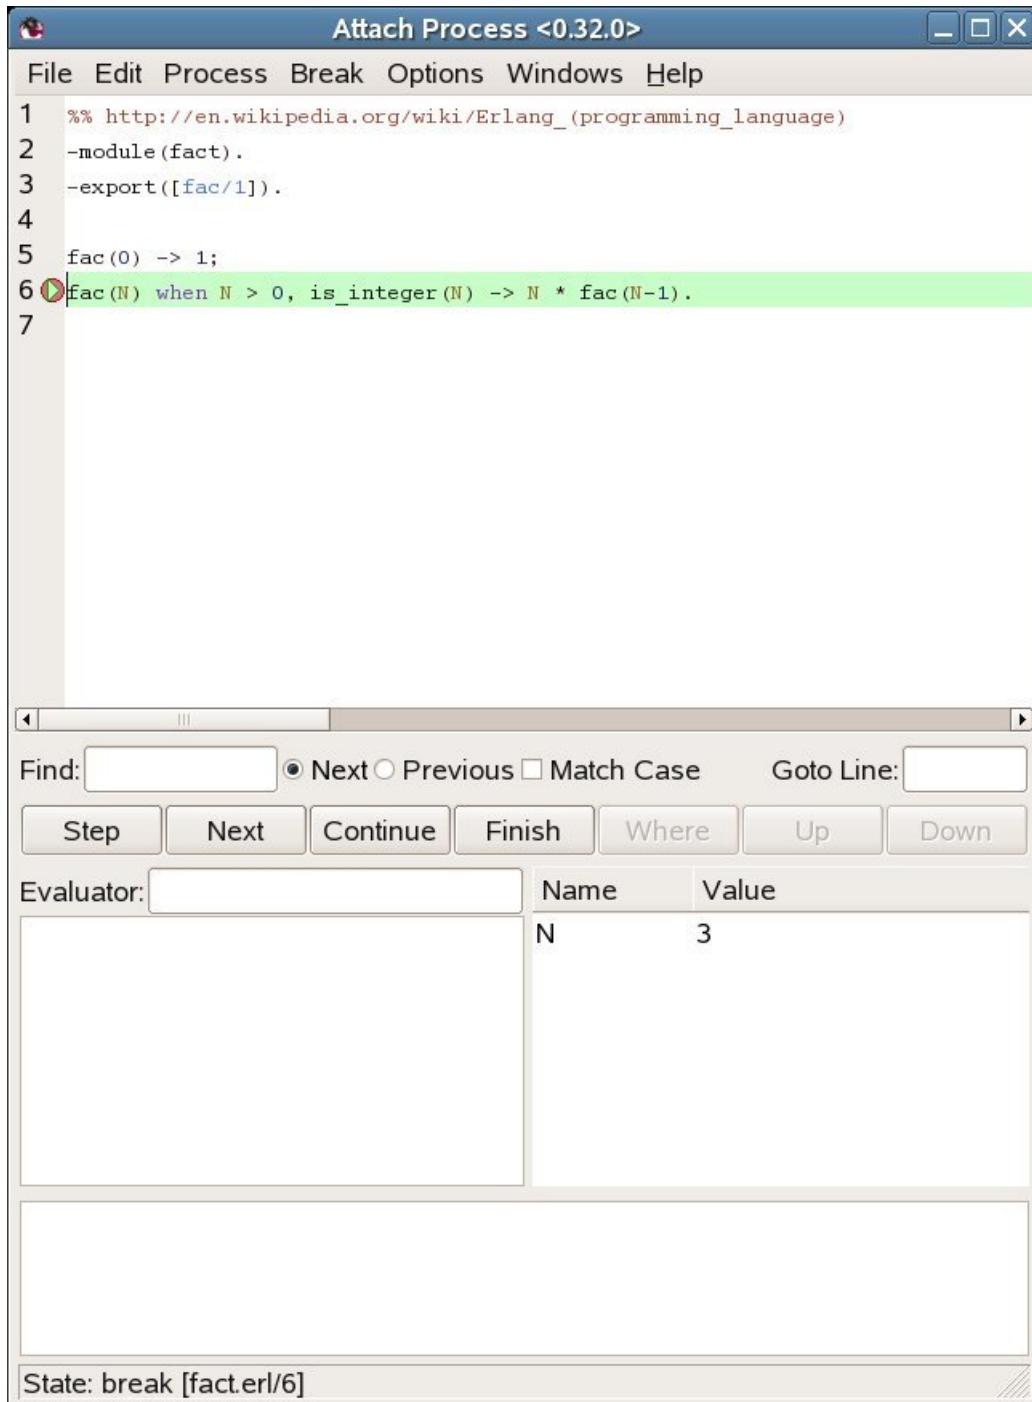 Attach Process <0.32.0>
File Edit Process Break Options Windows Help
1 %% http://en.wikipedia.org/wiki/Erlang_(programming_language)
2 -module(fact).
3 -export([fac/1]).
4
5 fac(0) -> 1;
6 fac(N) when N > 0, is_integer(N) -> N * fac(N-1).
7
Find: Next Previous Match Case Goto Line:
Step Next Continue Finish Where Up Down
Evaluator: Name Value
N 3
State: break [fact.erl/6]